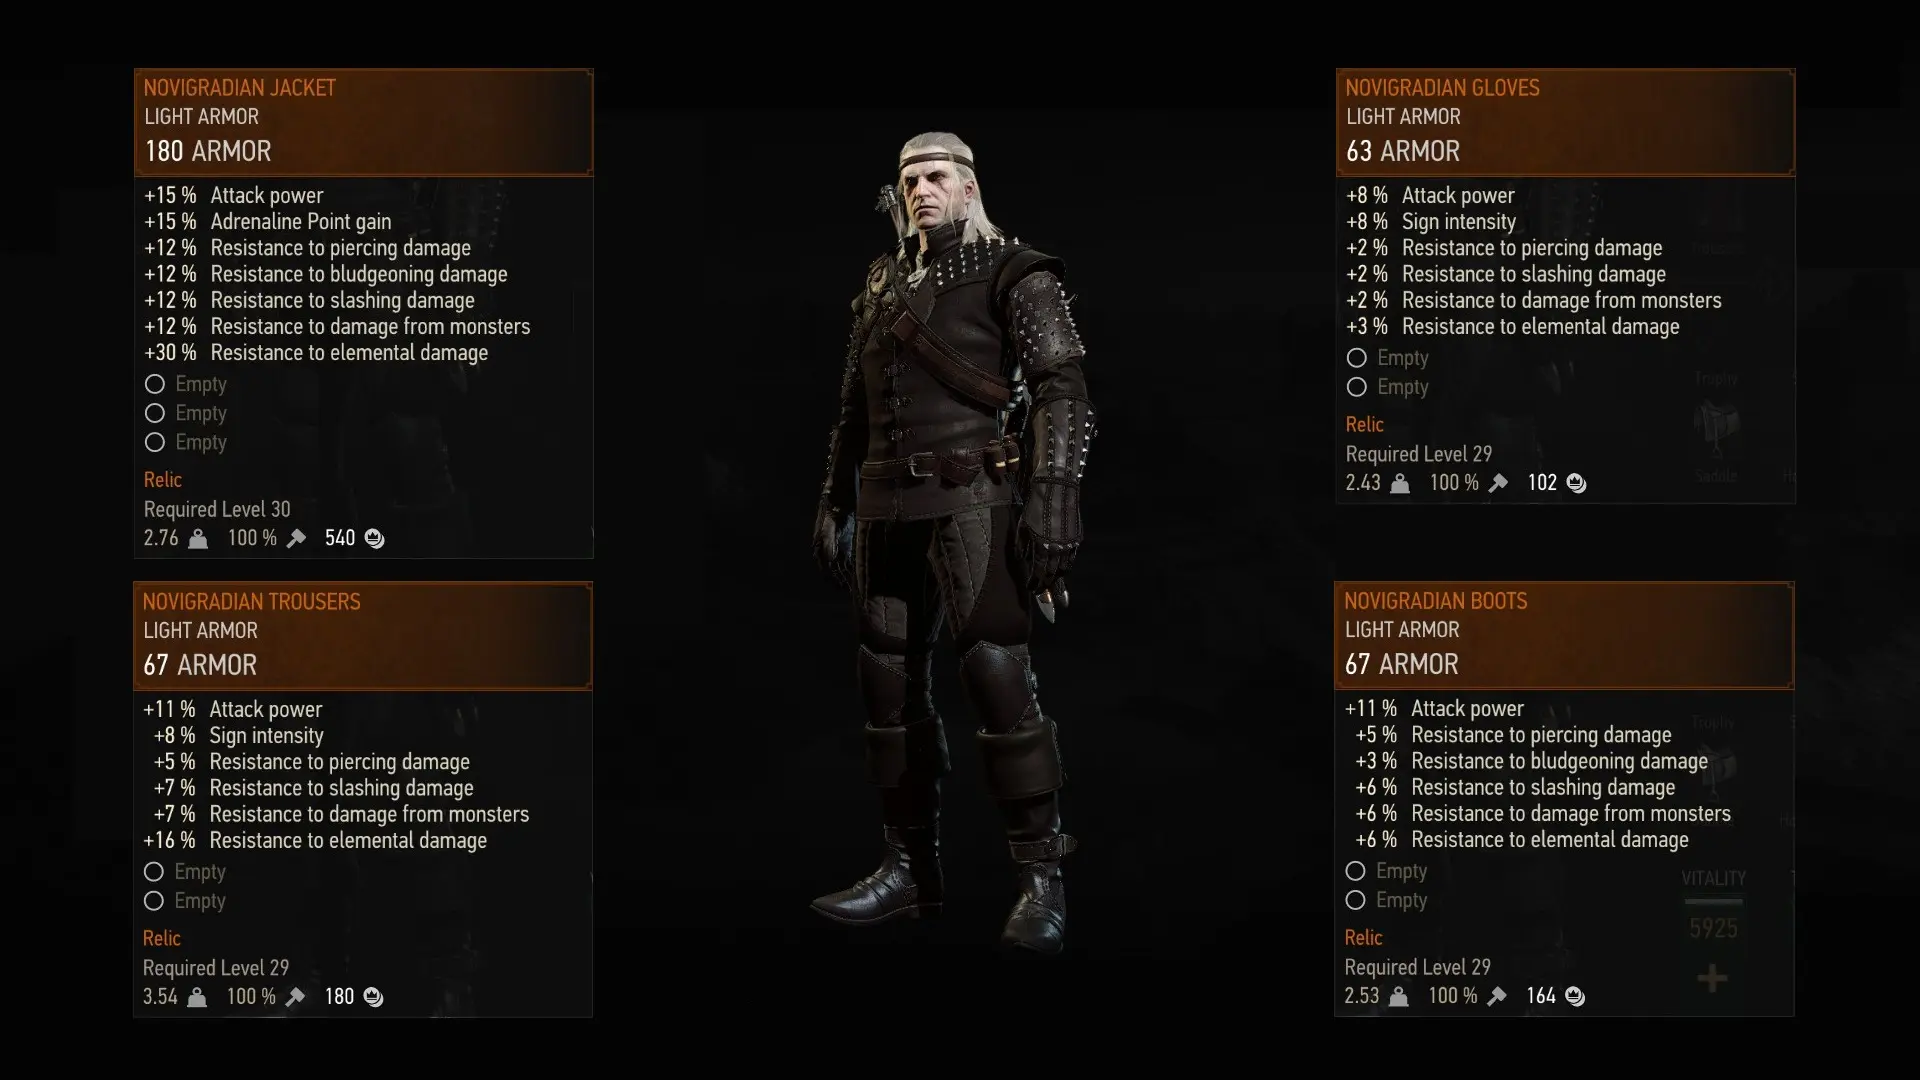 NOVIGRADIAN JACKET
LIGHT ARMOR
180 ARMOR
+15 % Attack power
+15 % Adrenaline Point gain
+12 % Resistance to piercing damage
+12 % Resistance to bludgeoning damage
+12 % Resistance to slashing damage
+12 % Resistance to damage from monsters
+30 % Resistance to elemental damage
Empty
Empty
Empty
Relic
Required Level 30
2.76 100 % 540
NOVIGRADIAN TROUSERS
LIGHT ARMOR
67 ARMOR
+11 % Attack power
+8 % Sign intensity
+5 % Resistance to piercing damage
+7 % Resistance to slashing damage
+7 % Resistance to damage from monsters
+16 % Resistance to elemental damage
Empty
Empty
Relic
Required Level 29
3.54 100 % 180
NOVIGRADIAN GLOVES
LIGHT ARMOR
63 ARMOR
+8 % Attack power
+8 % Sign intensity
+2 % Resistance to piercing damage
+2 % Resistance to slashing damage
+2 % Resistance to damage from monsters
+3 % Resistance to elemental damage
Empty
Empty
Trophy
Relic
Required Level 29
Saddle
2.43 100 % 102
NOVIGRADIAN BOOTS
LIGHT ARMOR
67 ARMOR
+11 % Attack power
Trophy
+5 % Resistance to piercing damage
+3 % Resistance to bludgeoning damage
+6 % Resistance to slashing damage
+6 % Resistance to damage from monsters
+6 % Resistance to elemental damage
Empty
VITALITY
Empty
5925
Relic
Required Level 29
2.53 100 % 164